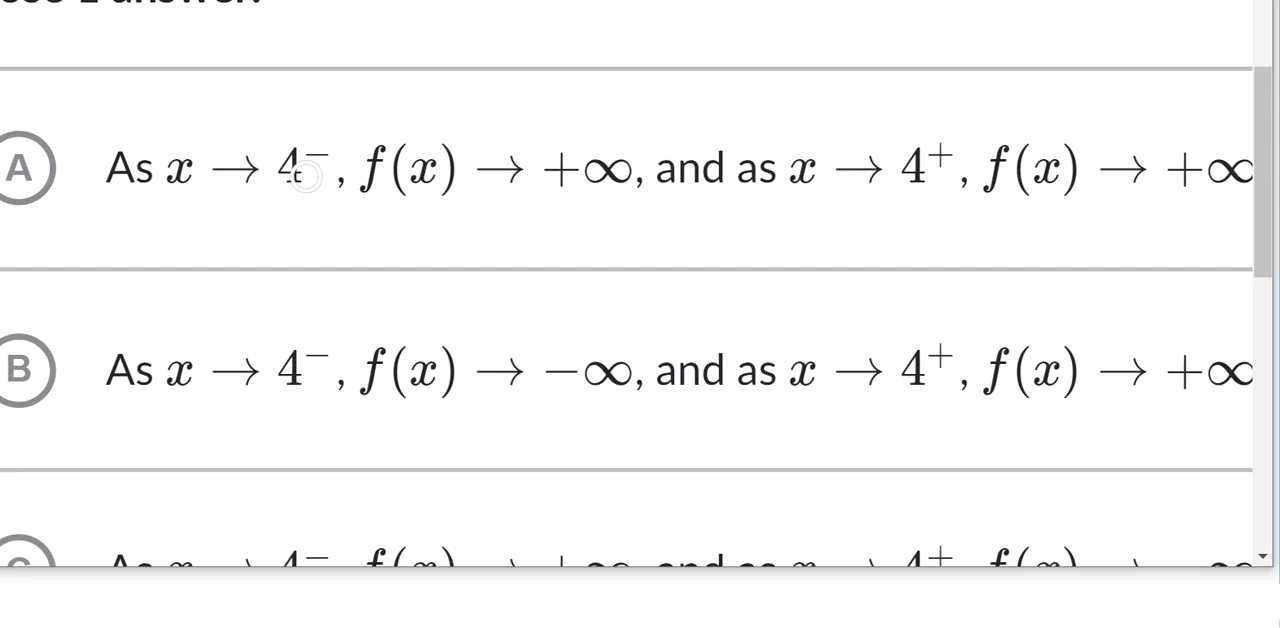 A As x → 4⁻, f(x) → +∞, and as x → 4⁺, f(x) → +∞
B As x → 4⁻, f(x) → −∞, and as x → 4⁺, f(x) → +∞